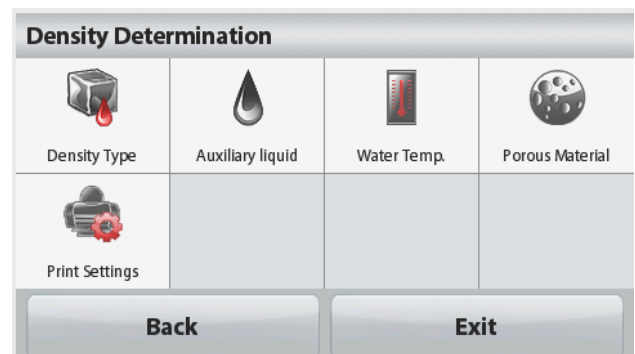 Density Determination
Density Type
Auxiliary liquid
Water Temp.
Porous Material
Print Settings
Back
Exit